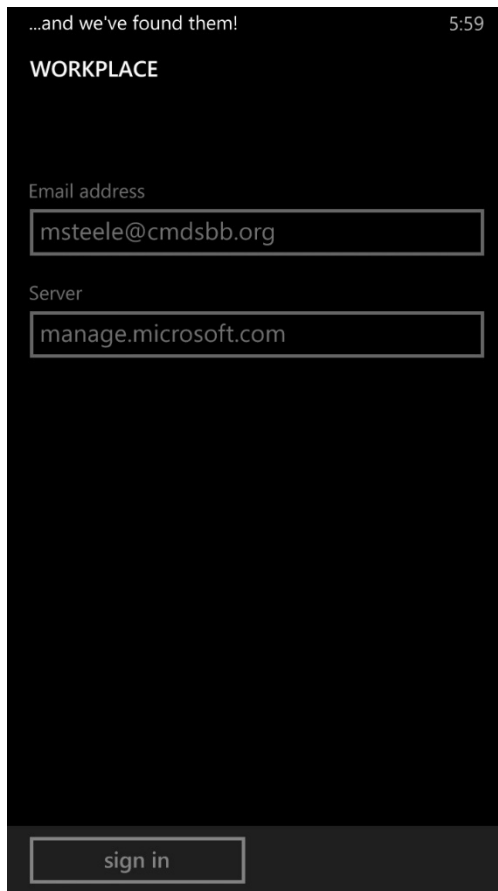 ...and we've found them! 5:59
WORKPLACE
Email address
msteele@cmdsbb.org
Server
manage.microsoft.com
sign in